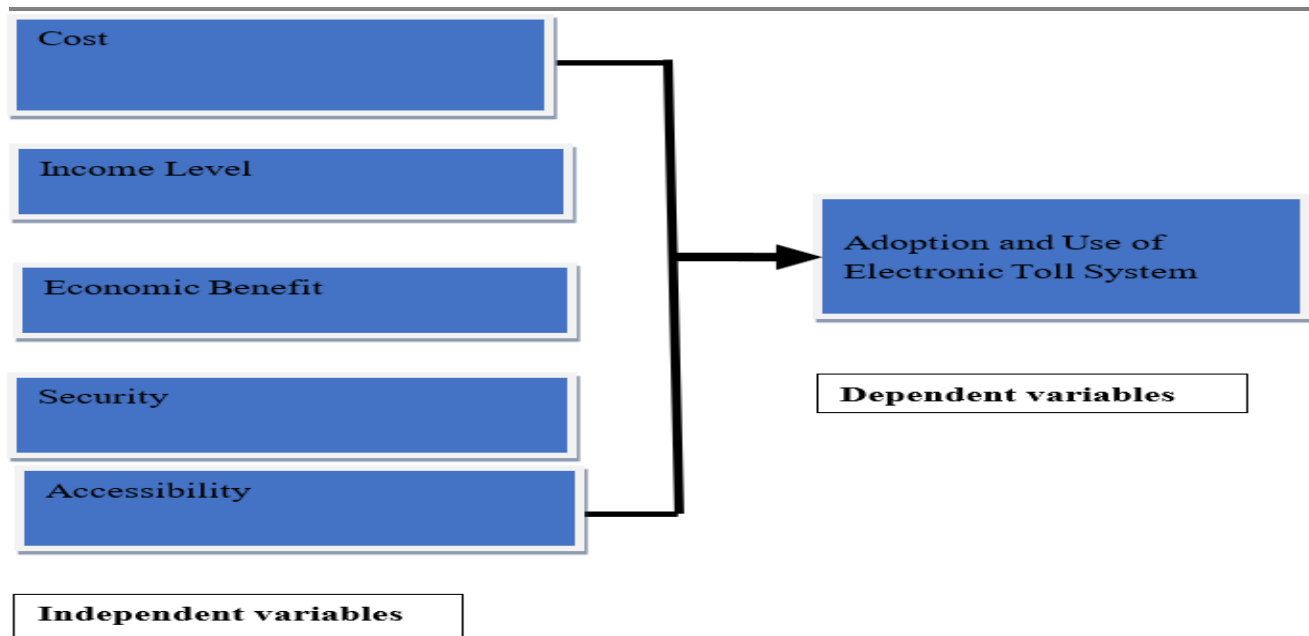 Cost
Income Level
Economic Benefit
Security
Accessibility
Independent variables
Adoption and Use of
Electronic Toll System
Dependent variables